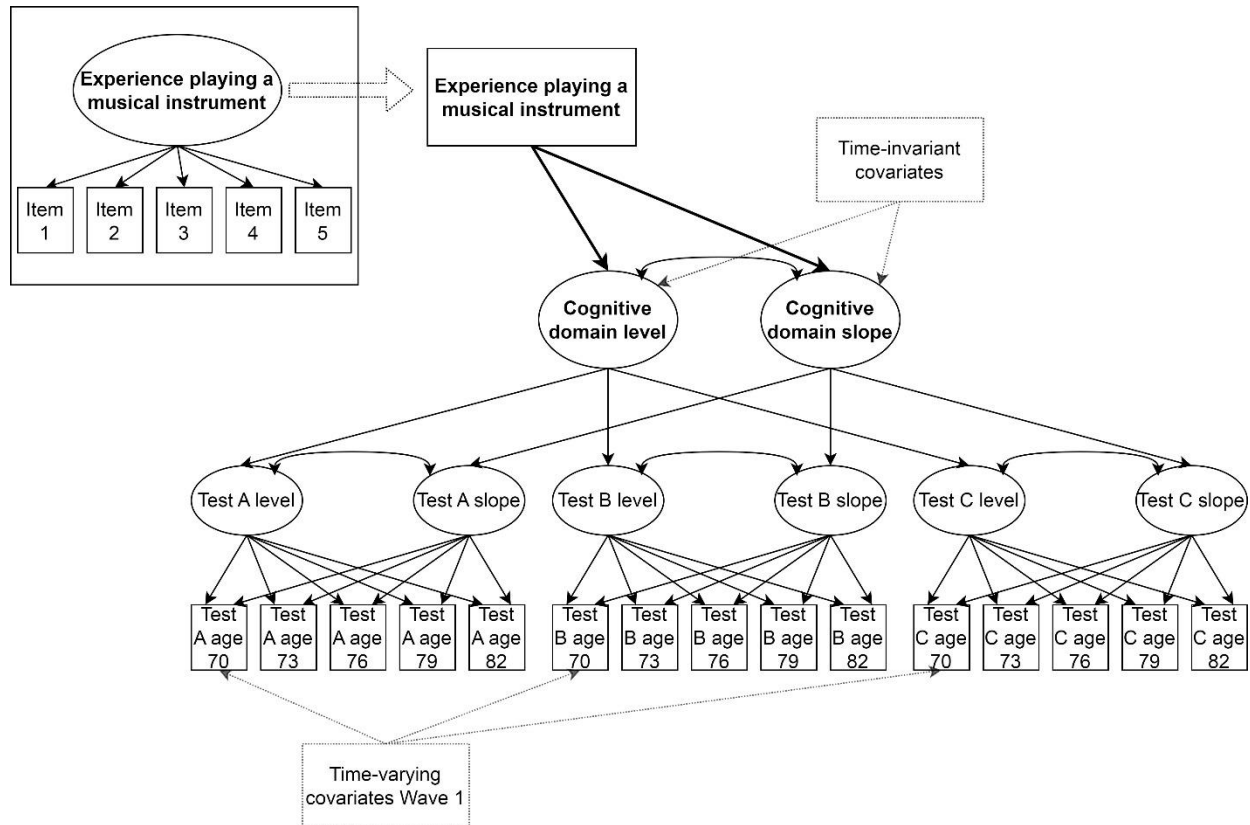 Experience playing a
musical instrument
Item
1
Item
2
Item
3
Item
4
Item
5
Experience playing a
musical instrument
Time-invariant
covariates
Cognitive
domain level
Cognitive
domain slope
Test A level
Test A slope
Test B level
Test B slope
Test C level
Test C slope
Test
A age
70
Test
A age
73
Test
A age
76
Test
A age
79
Test
A age
82
Test
B age
70
Test
B age
73
Test
B age
76
Test
B age
79
Test
B age
82
Test
C age
70
Test
C age
73
Test
C age
76
Test
C age
79
Test
C age
82
Time-varying
covariates Wave 1